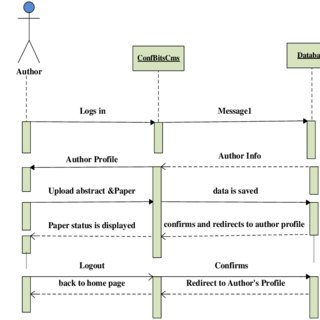 ConfBitsCms
Databa
Author
Logs in
Message1
Author Profile
Author Info
Upload abstract &Paper
data is saved
Paper status is displayed
confirms and redirects to author profile
Logout
Confirms
back to home page
Redirect to Author's Profile